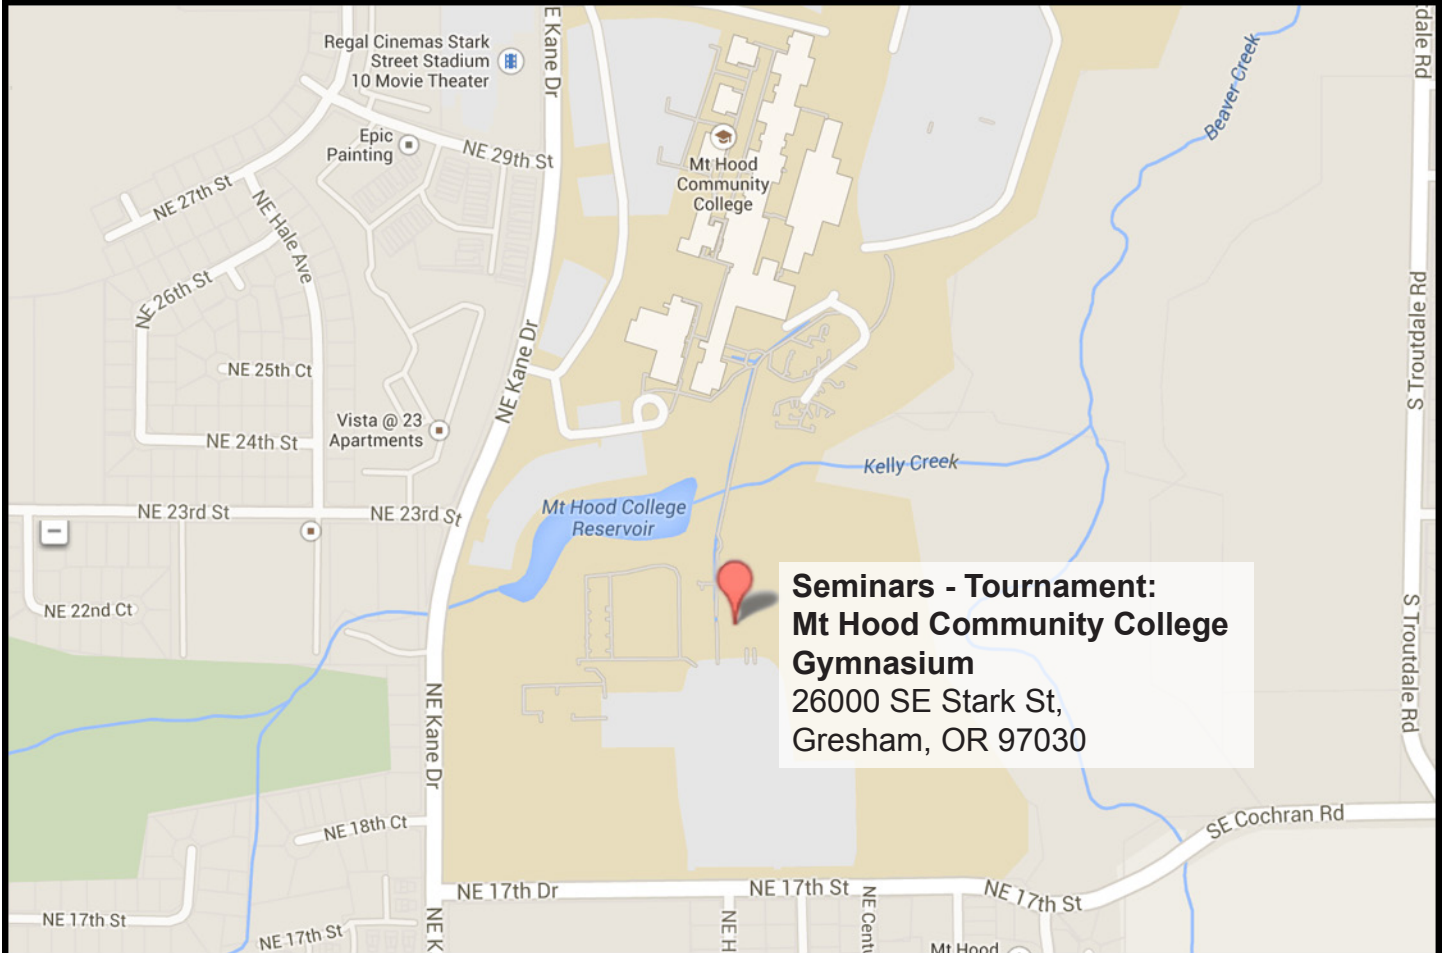 Regal Cinemas Stark
Street Stadium
10 Movie Theater
E Kane Dr
dale Rd
Beaver Creek
Epic
Painting
NE 29th St
Mt Hood
Community
College
NE 27th St
NE Hale Ave
NE 26th St
S Troutdale Rd
NE Kane Dr
NE 25th Ct
Vista @ 23
Apartments
NE 24th St
Kelly Creek
NE 23rd St
NE 23rd St
Mt Hood College
Reservoir
Seminars - Tournament:
Mt Hood Community College
Gymnasium
26000 SE Stark St,
Gresham, OR 97030
NE 22nd Ct
S Troutdale Rd
NE Kane Dr
NE 18th Ct
SE Cochran Rd
NE 17th Dr
NE 17th St
NE 17th St
NE 17th St
NE 17th St
NE K
NE H
NE Centu
Mt Hood